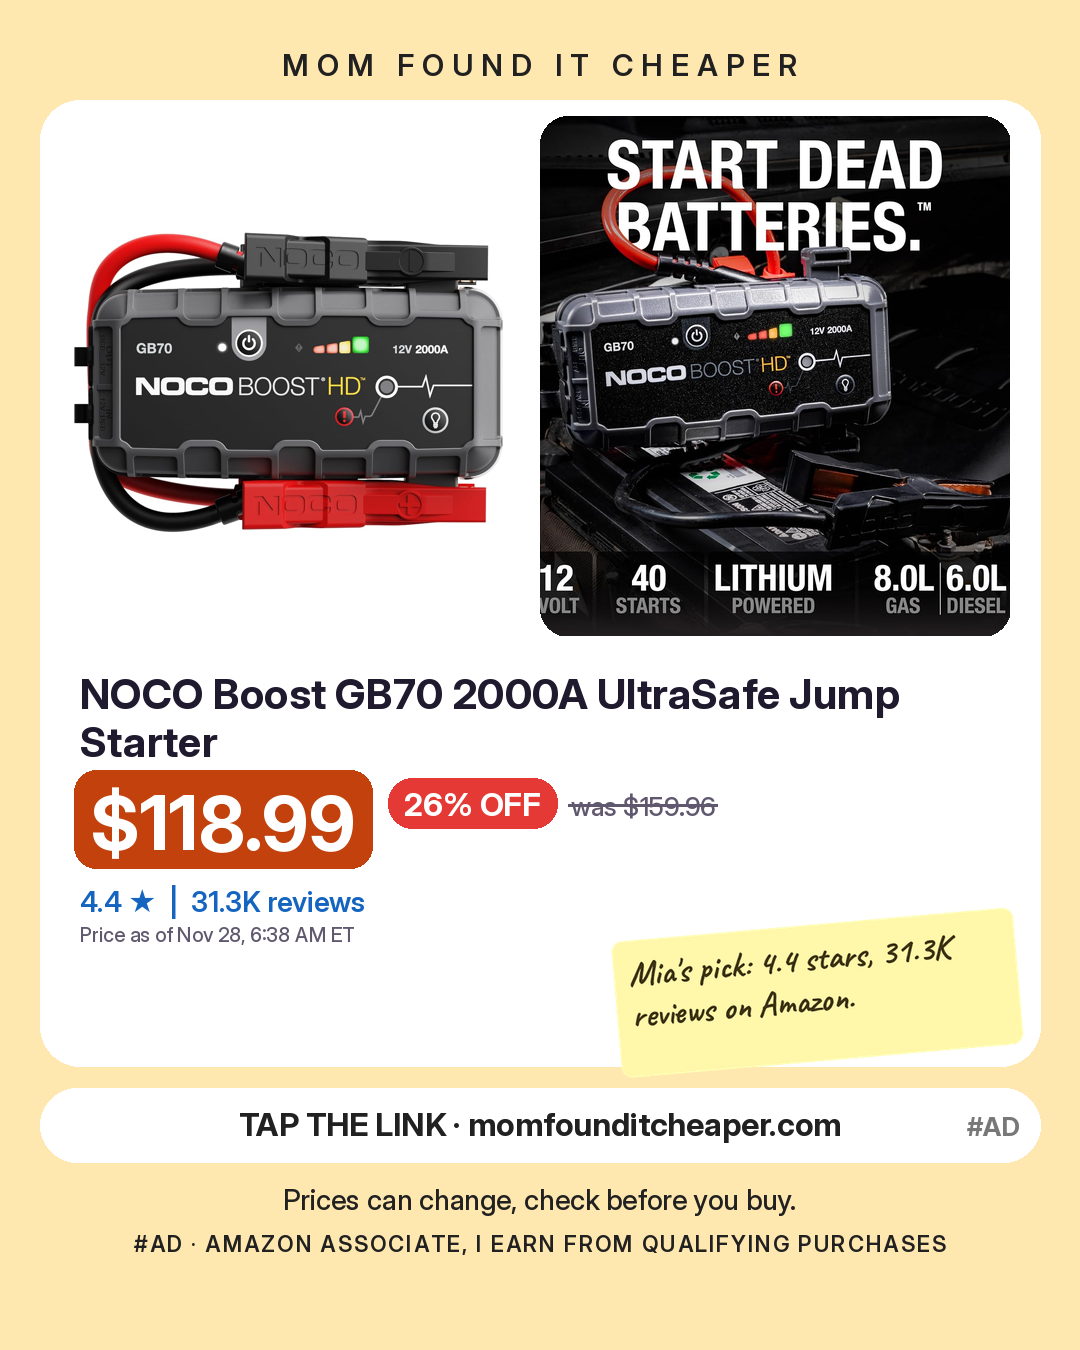 MOM FOUND IT CHEAPER
NOCO
GB70
12V 2000A
NOCO BOOST HD™
NOCO
START DEAD
BATTERIES.™
GB70
12V 2000A
NOCO BOOST HD™
12 VOLT
40 STARTS
LITHIUM POWERED
8.0L GAS
6.0L DIESEL
NOCO Boost GB70 2000A UltraSafe Jump
Starter
$118.99 26% OFF was $159.96
4.4 ★ | 31.3K reviews
Price as of Nov 28, 6:38 AM ET
Mia's pick: 4.4 stars, 31.3K
reviews on Amazon.
TAP THE LINK · momfounditcheaper.com #AD
Prices can change, check before you buy.
#AD · AMAZON ASSOCIATE, I EARN FROM QUALIFYING PURCHASES